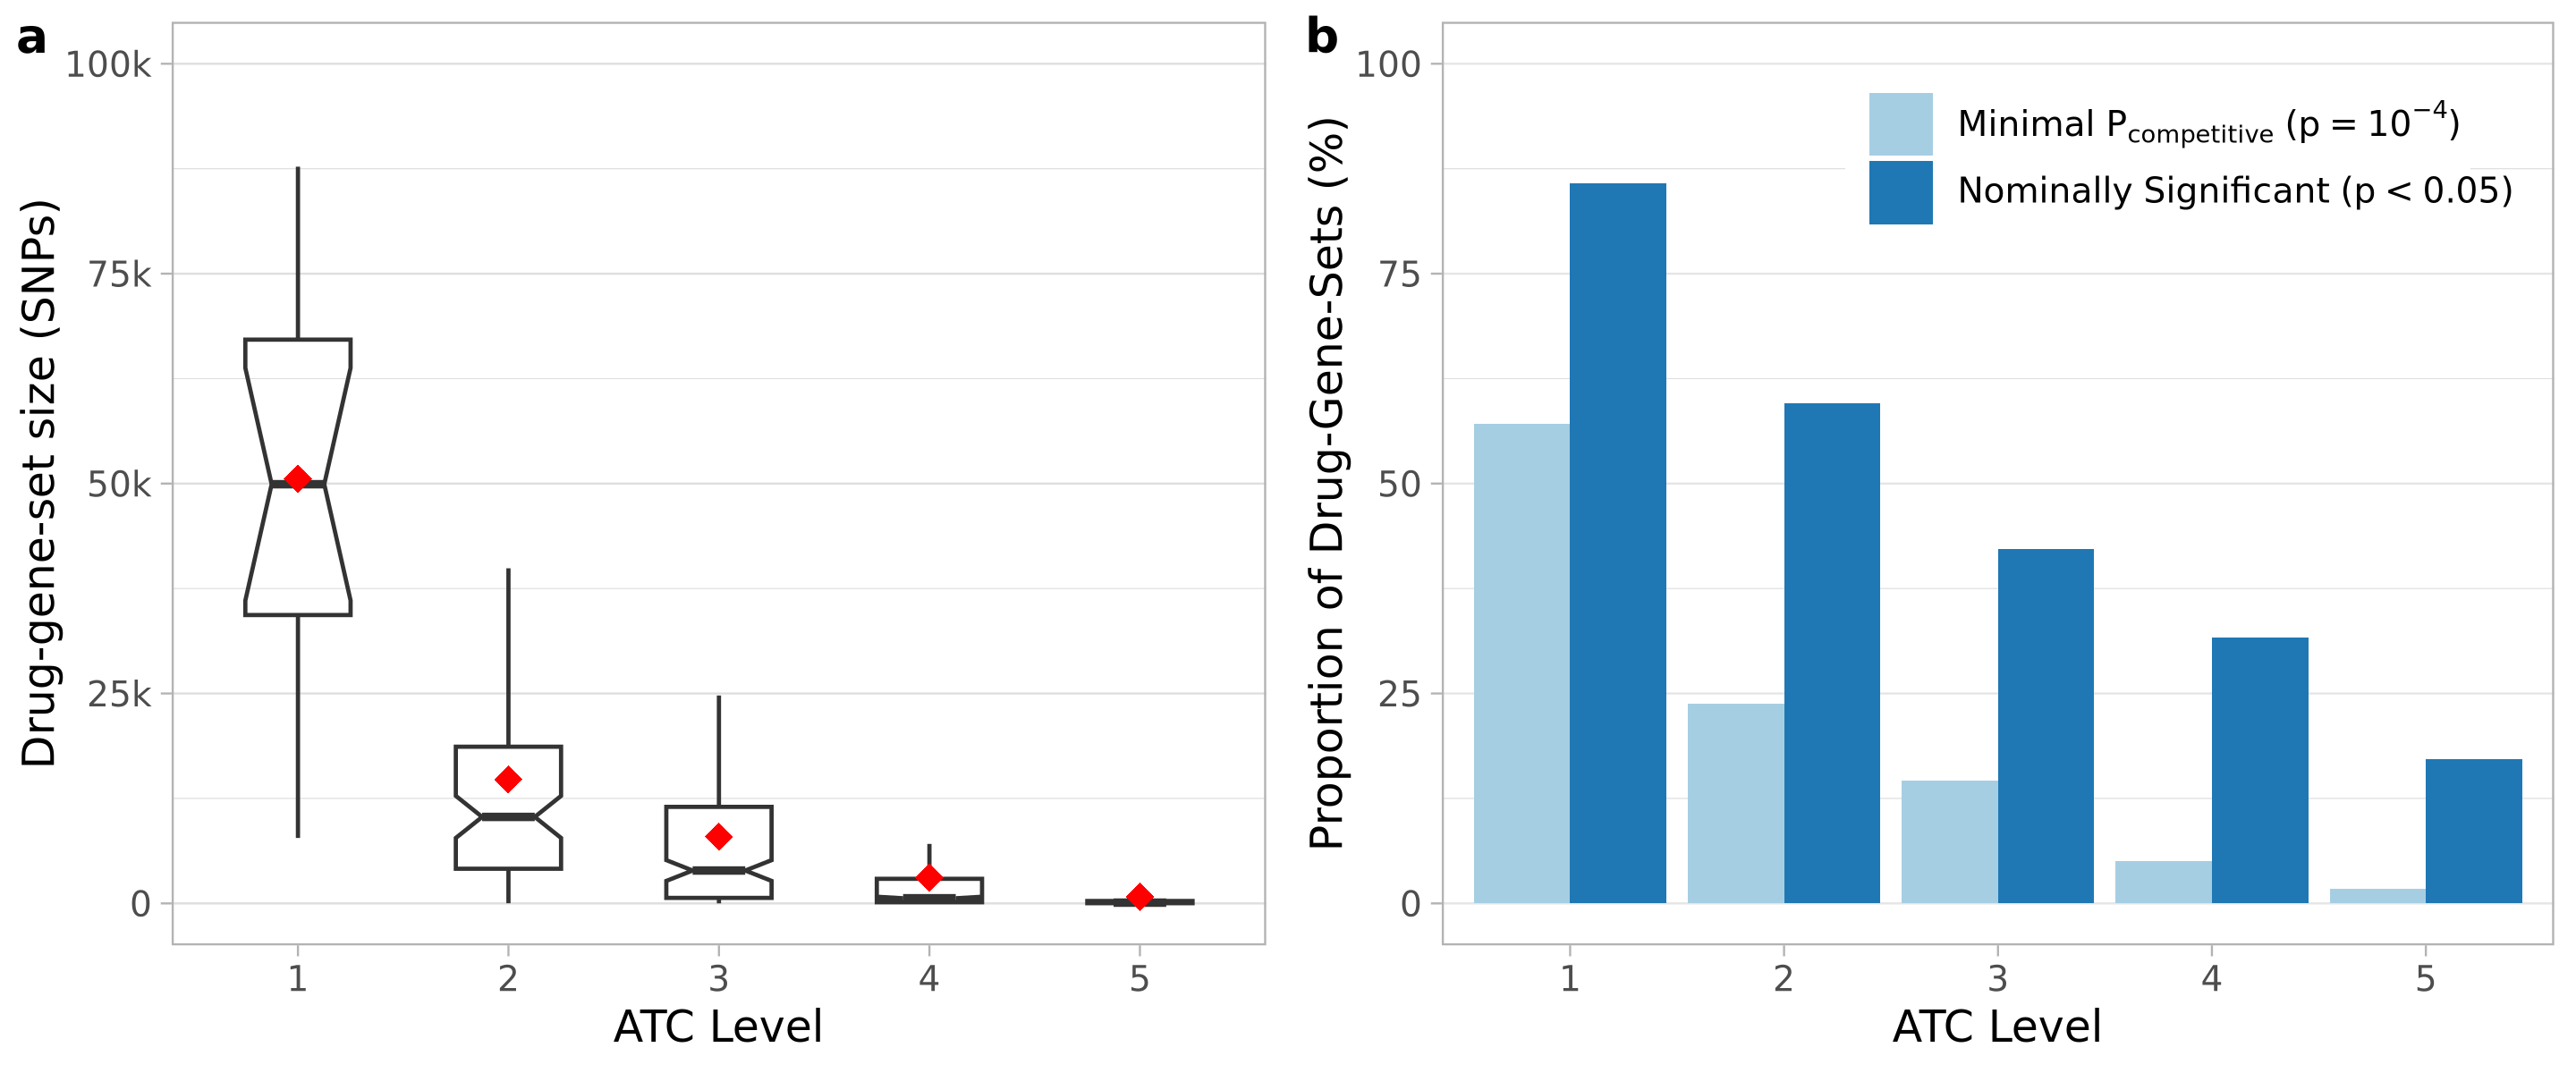 a
Drug-gene-set size (SNPs)
100k
75k
50k
25k
0
1 2 3 4 5
ATC Level
b
Proportion of Drug-Gene-Sets (%)
100
75
50
25
0
Minimal P_competitive (p = 10^−4)
Nominally Significant (p < 0.05)
1 2 3 4 5
ATC Level